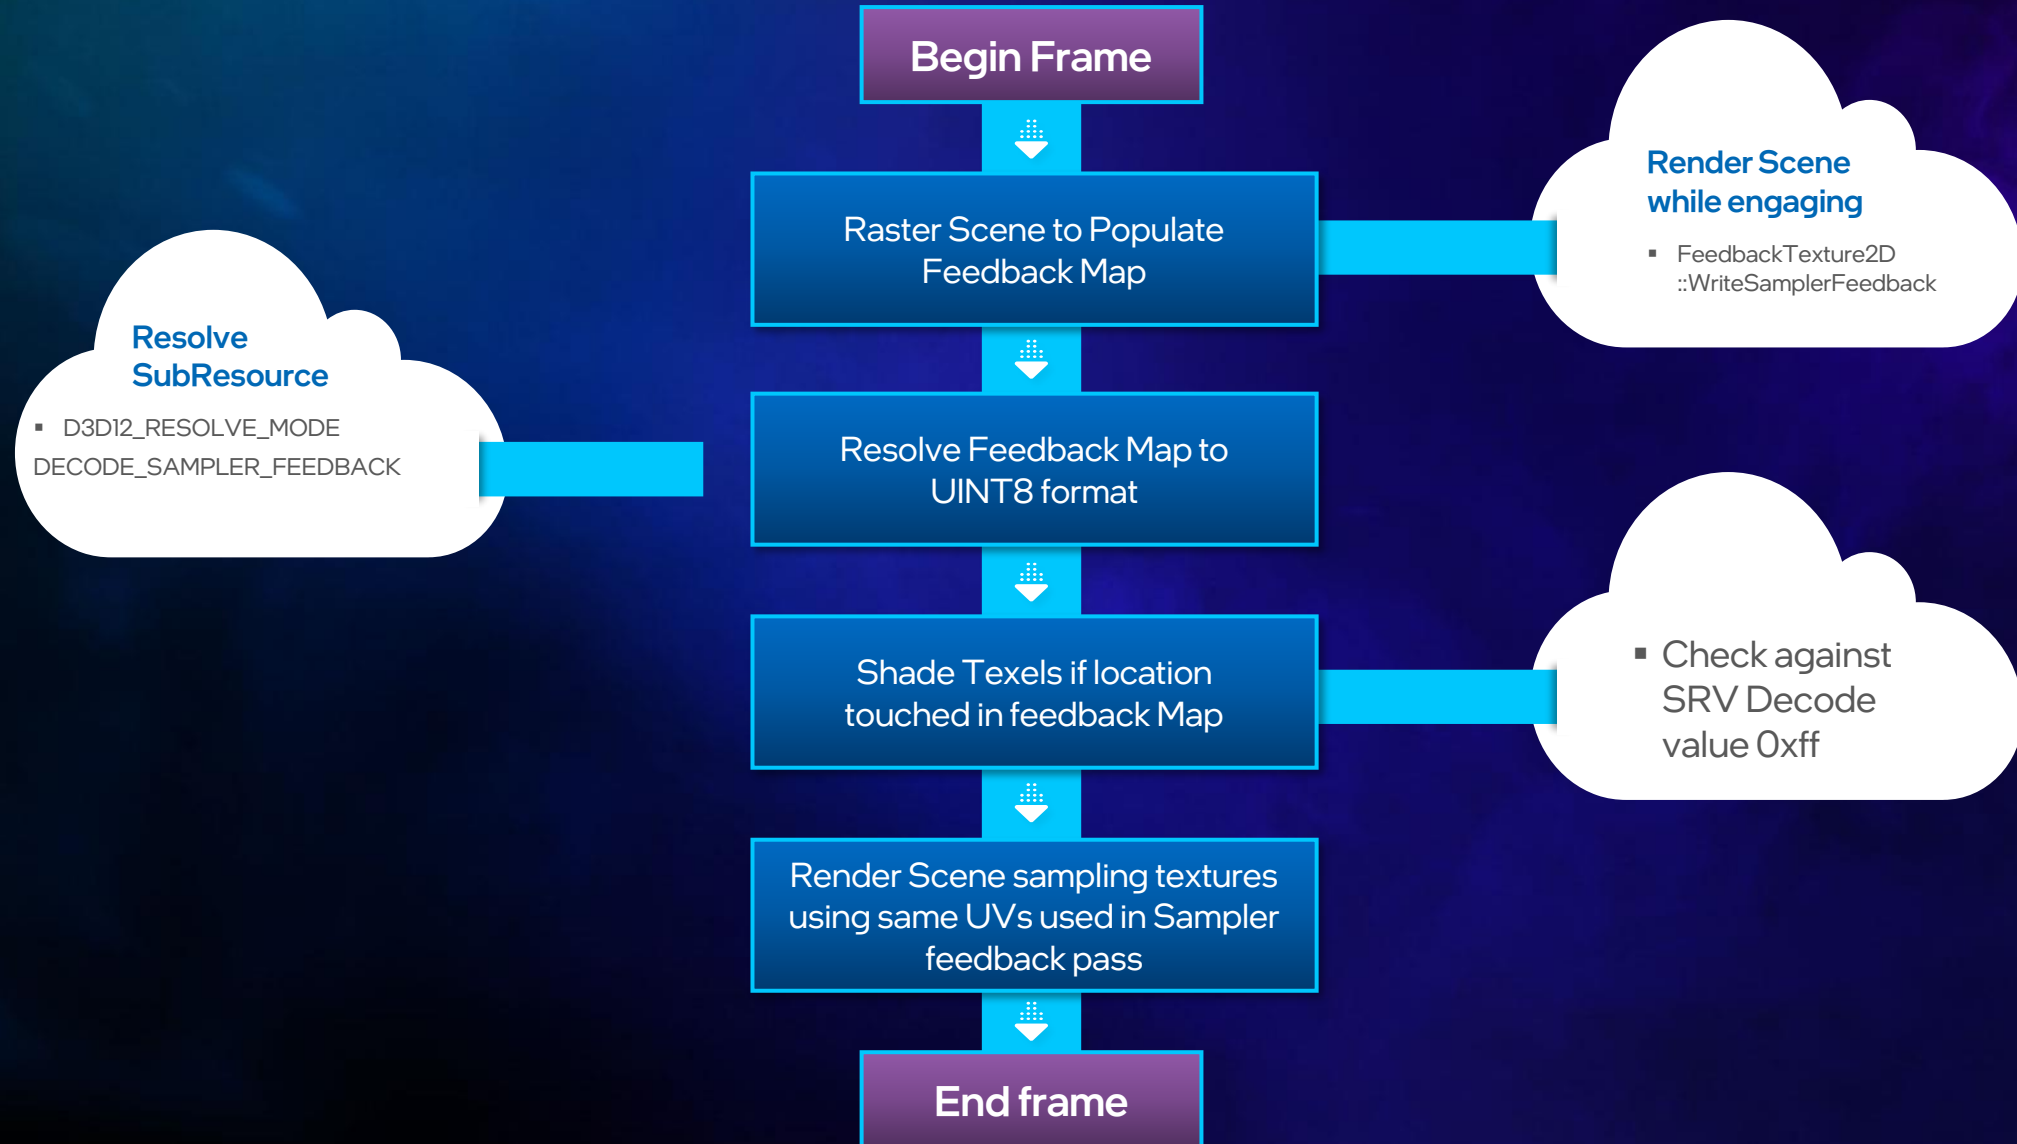 Begin Frame
Raster Scene to Populate
Feedback Map
Render Scene
while engaging
▪ FeedbackTexture2D
::WriteSamplerFeedback
Resolve
SubResource
▪ D3D12_RESOLVE_MODE
DECODE_SAMPLER_FEEDBACK
Resolve Feedback Map to
UINT8 format
Shade Texels if location
touched in feedback Map
▪ Check against
SRV Decode
value 0xff
Render Scene sampling textures
using same UVs used in Sampler
feedback pass
End frame